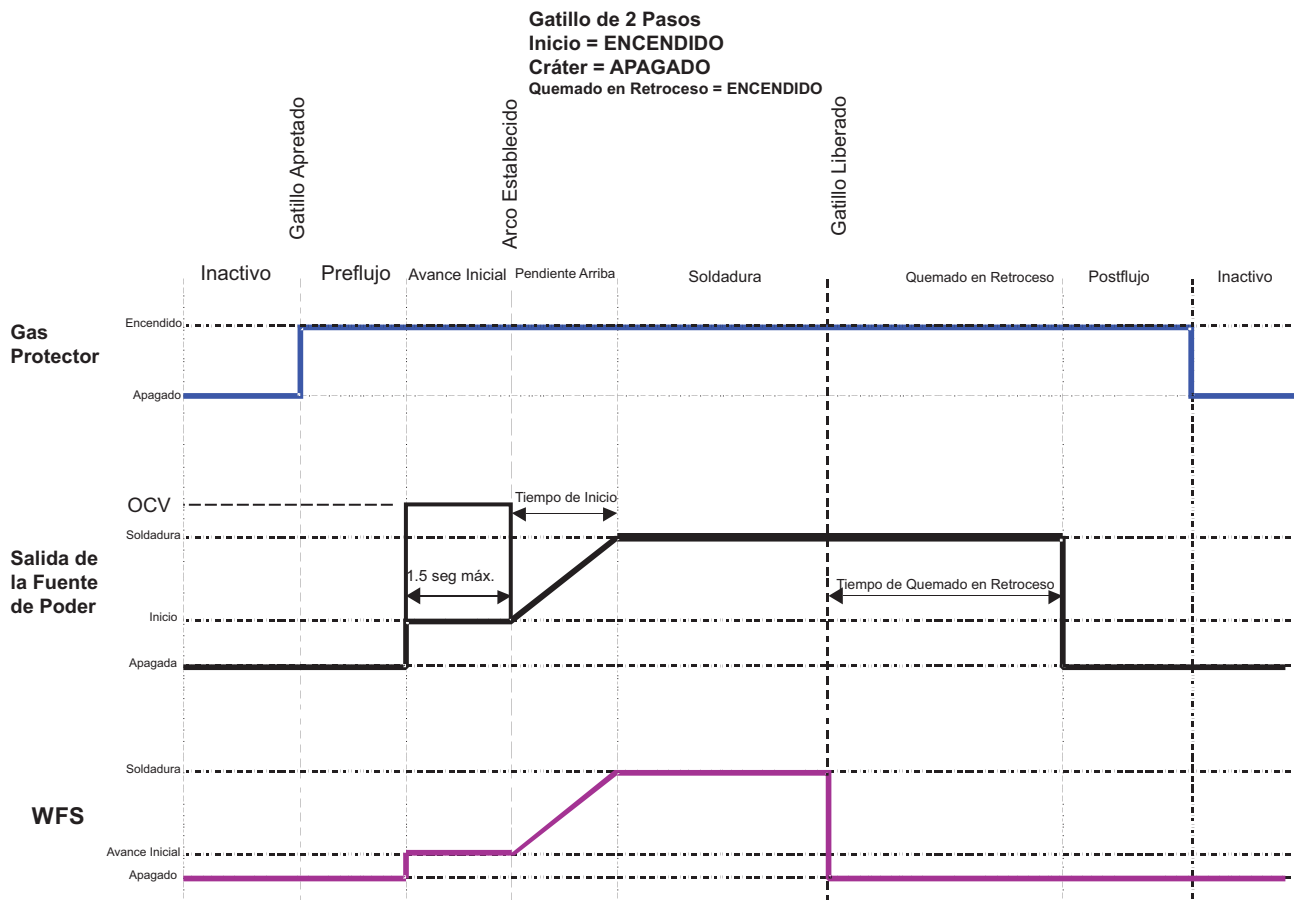 Gatillo de 2 Pasos
Inicio = ENCENDIDO
Cráter = APAGADO
Quemado en Retroceso = ENCENDIDO
Gatillo Apretado
Arco Establecido
Gatillo Liberado
Inactivo
Preflujo
Avance Inicial
Pendiente Arriba
Soldadura
Quemado en Retroceso
Postflujo
Inactivo
Gas
Protector
Encendido
Apagado
Salida de
la Fuente
de Poder
OCV
Soldadura
Inicio
Apagada
Tiempo de Inicio
1.5 seg máx.
Tiempo de Quemado en Retroceso
WFS
Soldadura
Avance Inicial
Apagado